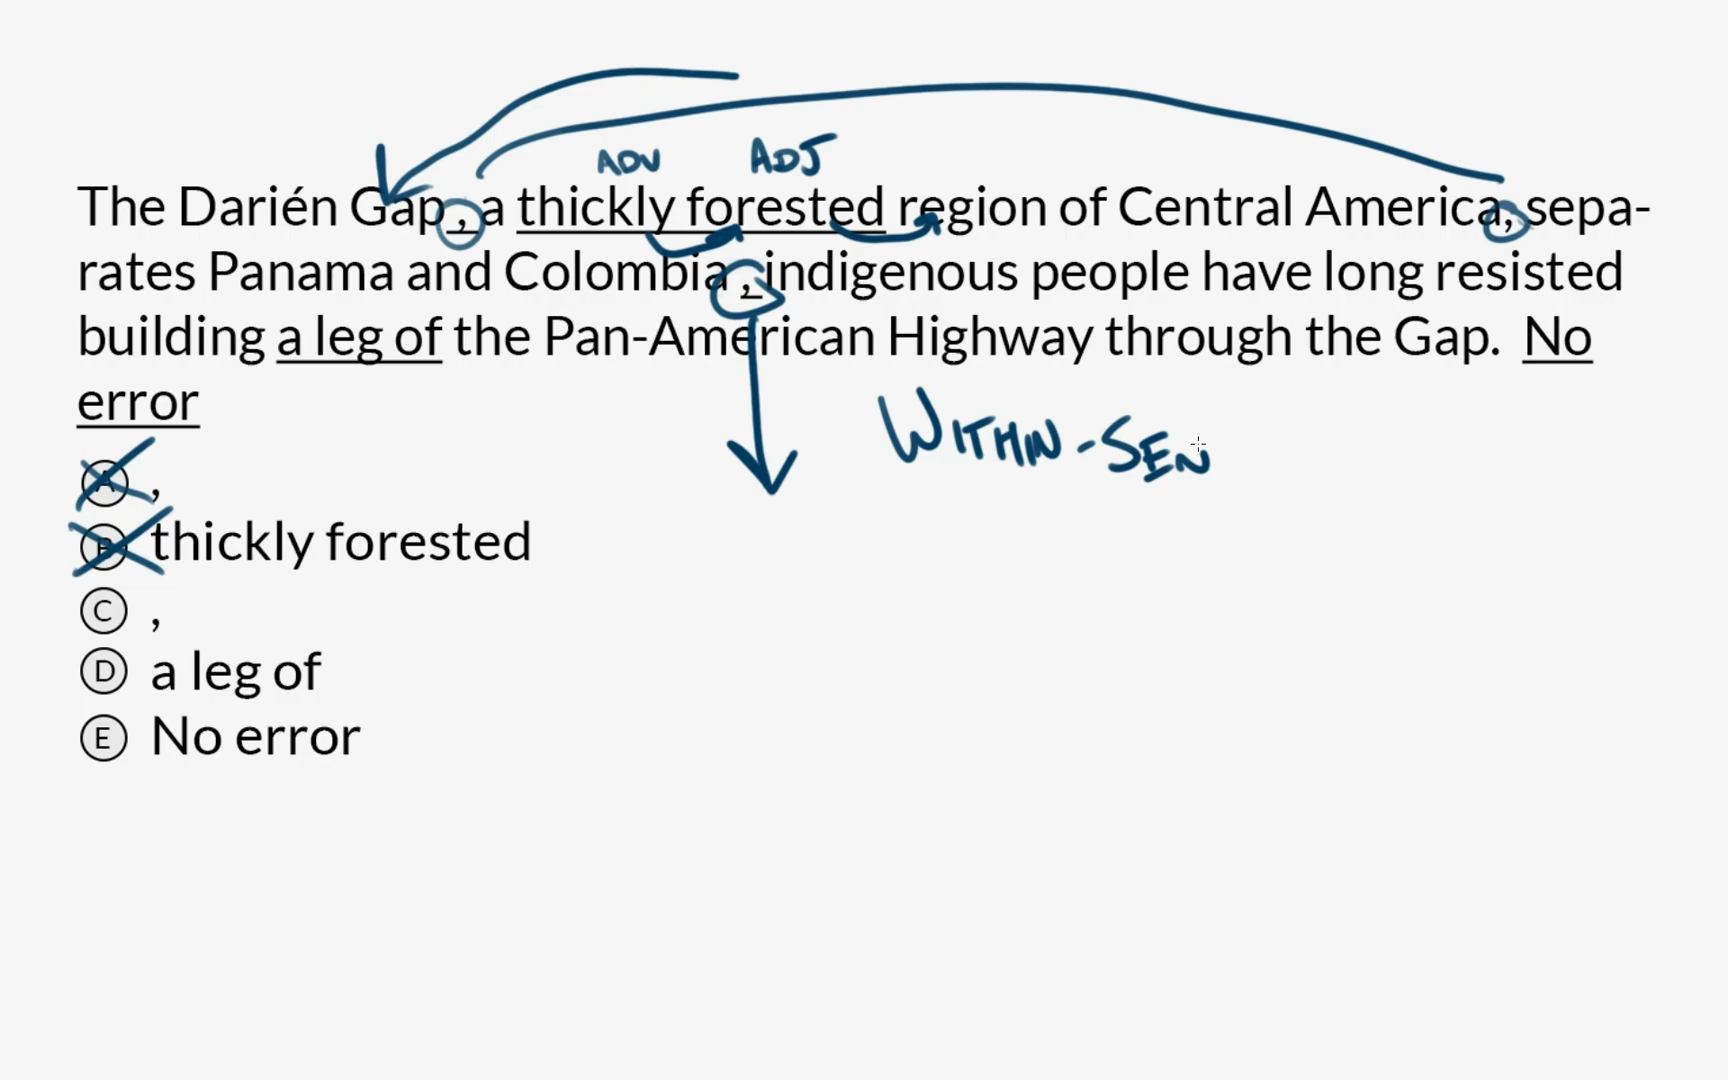 ADV ADJ
The Darién Gap, a thickly forested region of Central America, sepa-
rates Panama and Colombia, indigenous people have long resisted
building a leg of the Pan-American Highway through the Gap. No
error
WITHIN-SEN
A ,
B thickly forested
C ,
D a leg of
E No error